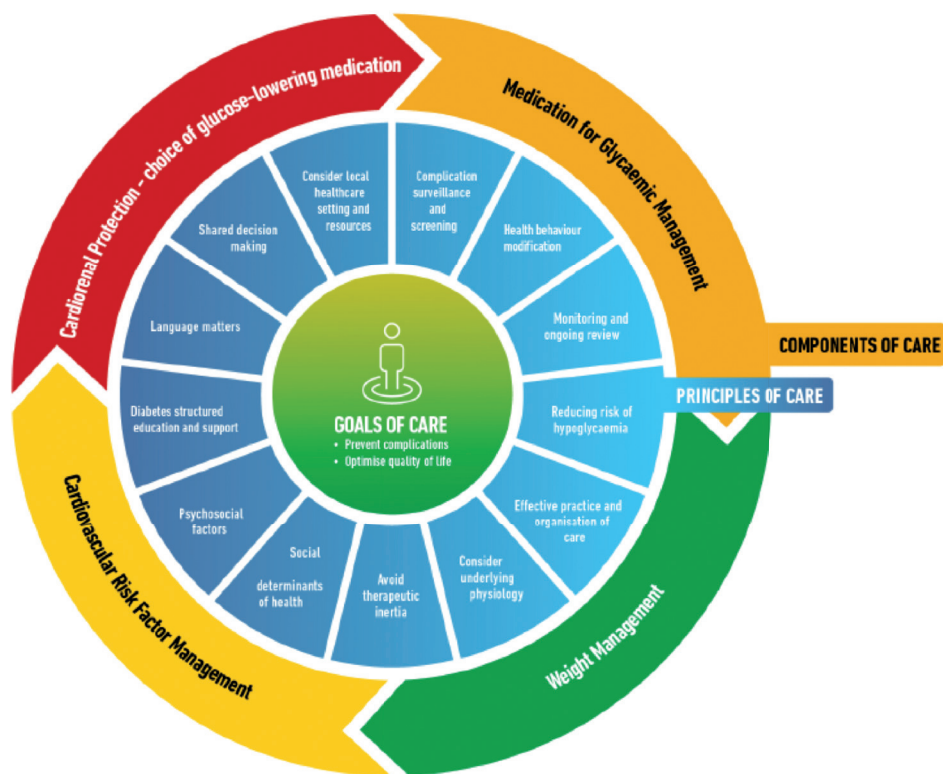 Cardiorenal Protection - choice of glucose-lowering medication
Medication for Glycaemic Management
Weight Management
Cardiovascular Risk Factor Management
COMPONENTS OF CARE
PRINCIPLES OF CARE
Consider local
healthcare
setting and
resources
Complication
surveillance
and
screening
Health behaviour
modification
Monitoring and
ongoing review
Reducing risk of
hypoglycaemia
Effective practice and
organisation of
care
Consider
underlying
physiology
Avoid
therapeutic
inertia
Social
determinants
of health
Psychosocial
factors
Diabetes structured
education and support
Language matters
Shared decision
making
GOALS OF CARE
• Prevent complications
• Optimise quality of life